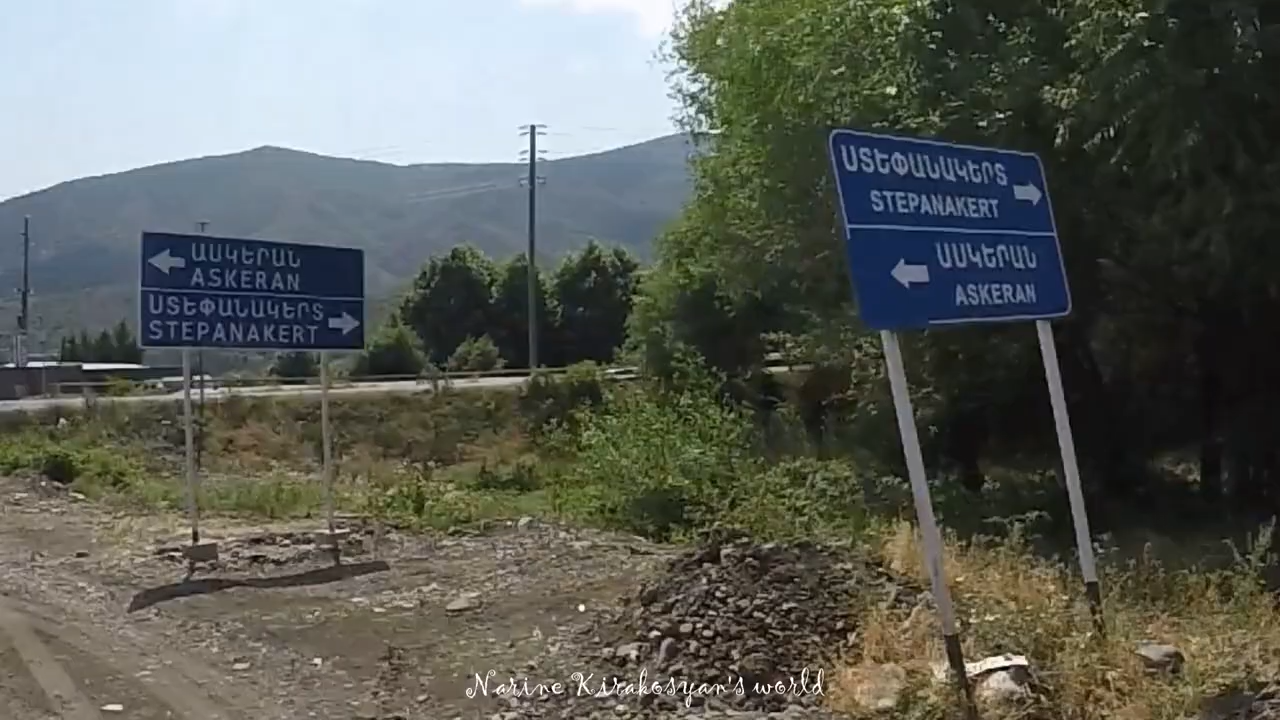 ԱՍԿԵՐԱՆ
ASKERAN
ՍՏԵՓԱՆԱԿԵՐՏ
STEPANAKERT
ՍՏԵՓԱՆԱԿԵՐՏ
STEPANAKERT
ԱՍԿԵՐԱՆ
ASKERAN
Narine Kirakosyan's world